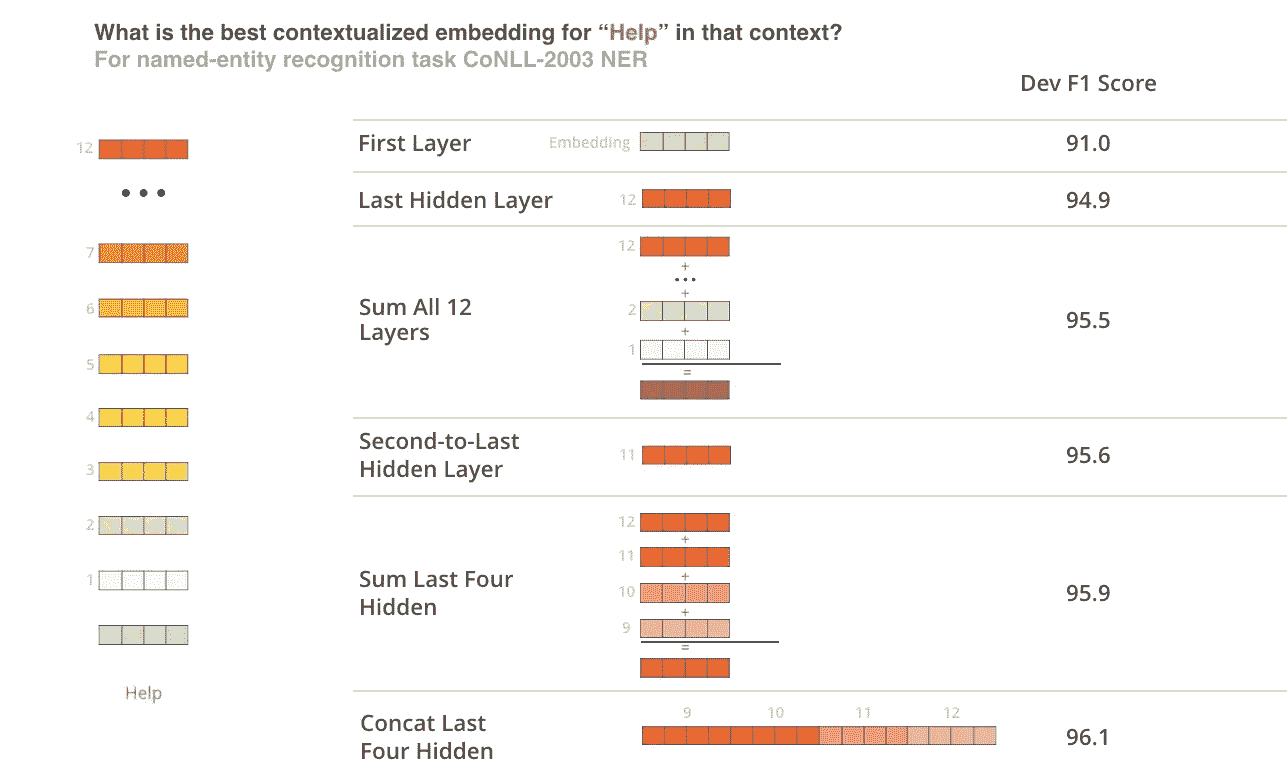 What is the best contextualized embedding for “Help” in that context?
For named-entity recognition task CoNLL-2003 NER
Dev F1 Score
12
7
6
5
4
3
2
1
Help
First Layer Embedding 91.0
Last Hidden Layer 12 94.9
12
+
...
+
Sum All 12
Layers
2
+
1
=
95.5
Second-to-Last
Hidden Layer
11
95.6
12
+
11
+
Sum Last Four
Hidden
10
+
9
=
95.9
9 10 11 12
Concat Last
Four Hidden
96.1